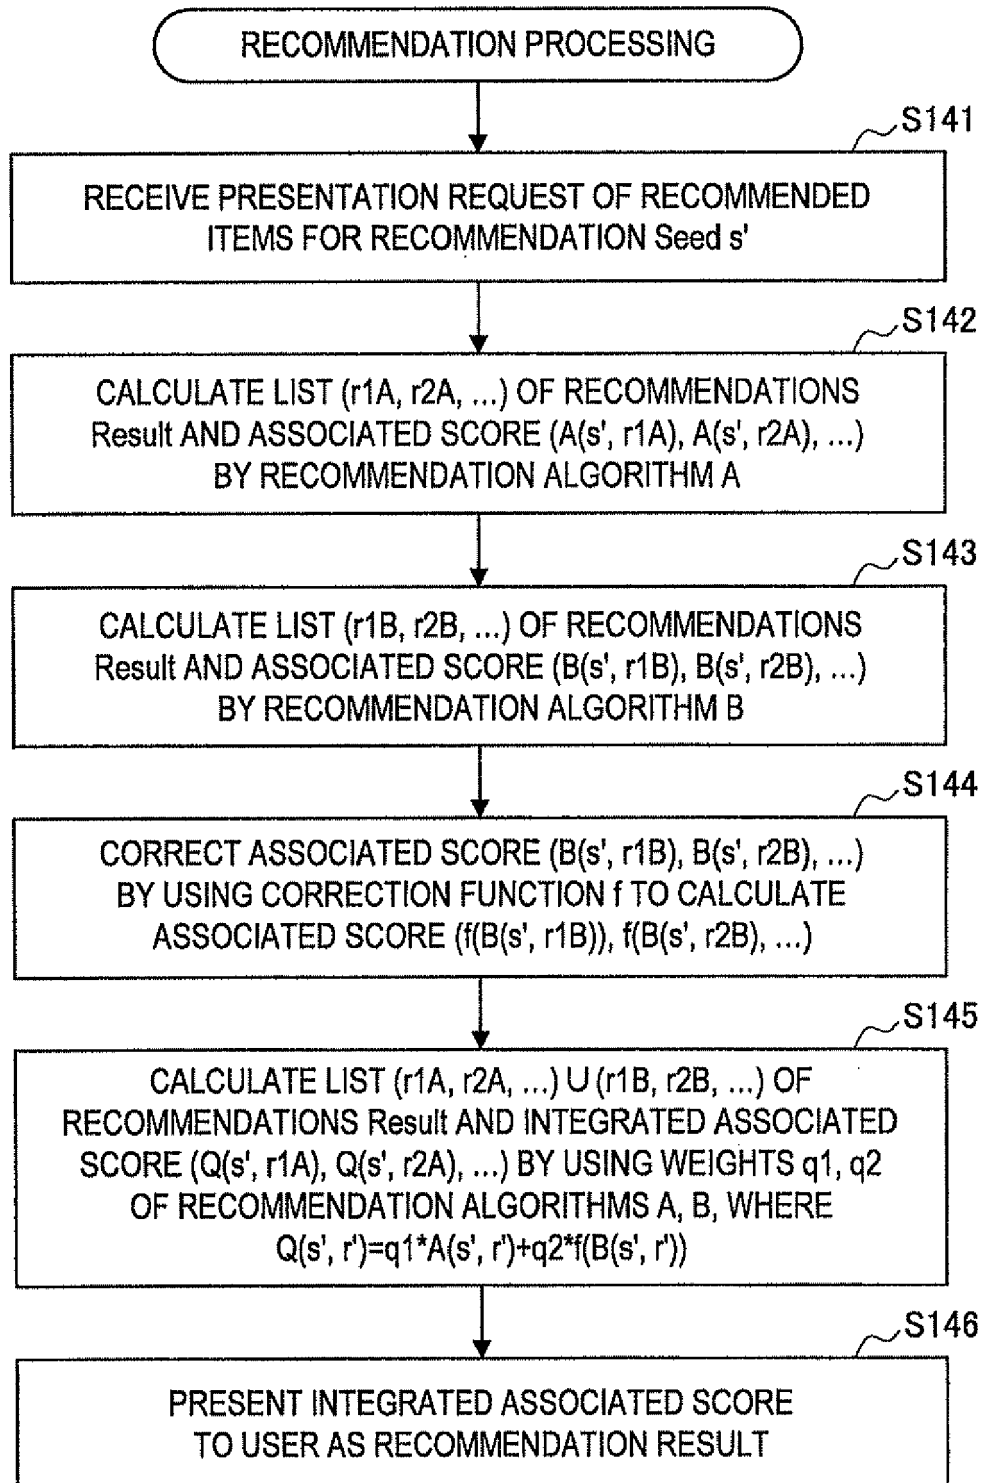 RECOMMENDATION PROCESSING
S141
RECEIVE PRESENTATION REQUEST OF RECOMMENDED
ITEMS FOR RECOMMENDATION Seed s'
S142
CALCULATE LIST (r1A, r2A, ...) OF RECOMMENDATIONS
Result AND ASSOCIATED SCORE (A(s', r1A), A(s', r2A), ...)
BY RECOMMENDATION ALGORITHM A
S143
CALCULATE LIST (r1B, r2B, ...) OF RECOMMENDATIONS
Result AND ASSOCIATED SCORE (B(s', r1B), B(s', r2B), ...)
BY RECOMMENDATION ALGORITHM B
S144
CORRECT ASSOCIATED SCORE (B(s', r1B), B(s', r2B), ...)
BY USING CORRECTION FUNCTION f TO CALCULATE
ASSOCIATED SCORE (f(B(s', r1B)), f(B(s', r2B), ...)
S145
CALCULATE LIST (r1A, r2A, ...) U (r1B, r2B, ...) OF
RECOMMENDATIONS Result AND INTEGRATED ASSOCIATED
SCORE (Q(s', r1A), Q(s', r2A), ...) BY USING WEIGHTS q1, q2
OF RECOMMENDATION ALGORITHMS A, B, WHERE
Q(s', r')=q1*A(s', r')+q2*f(B(s', r'))
S146
PRESENT INTEGRATED ASSOCIATED SCORE
TO USER AS RECOMMENDATION RESULT